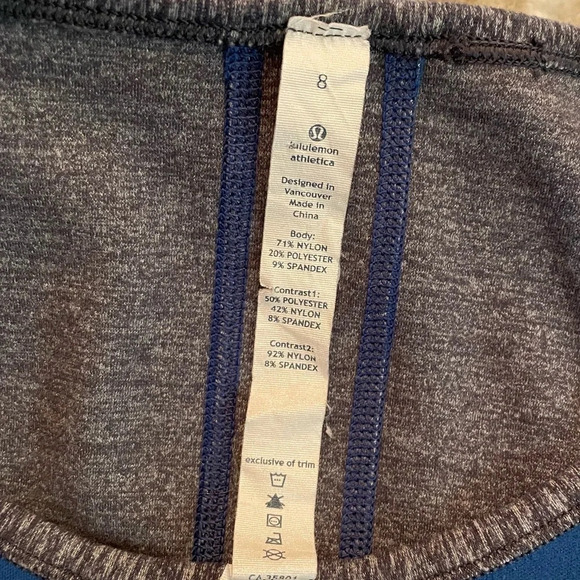 8
lululemon
athletica
Designed in
Vancouver
Made in
China
Body:
71% NYLON
20% POLYESTER
9% SPANDEX
Contrast1:
50% POLYESTER
42% NYLON
8% SPANDEX
Contrast2:
92% NYLON
8% SPANDEX
exclusive of trim